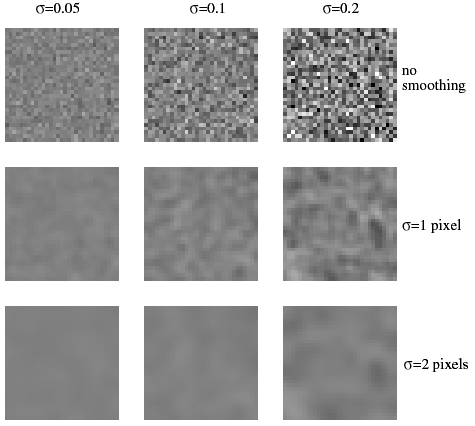 σ=0.05
σ=0.1
σ=0.2
no
smoothing
σ=1 pixel
σ=2 pixels